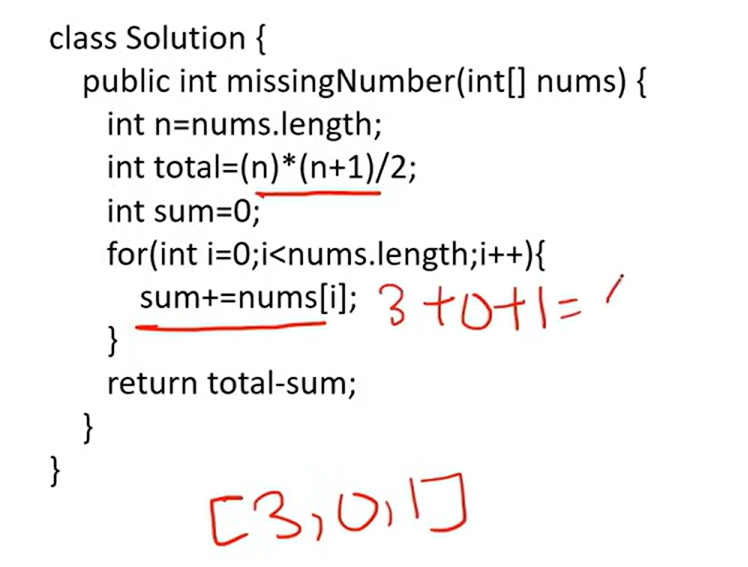 class Solution {
public int missingNumber(int[] nums) {
int n=nums.length;
int total=(n)*(n+1)/2;
int sum=0;
for(int i=0;i<nums.length;i++){
sum+=nums[i]; 3+0+1=
}
return total-sum;
}
}
[3,0,1]